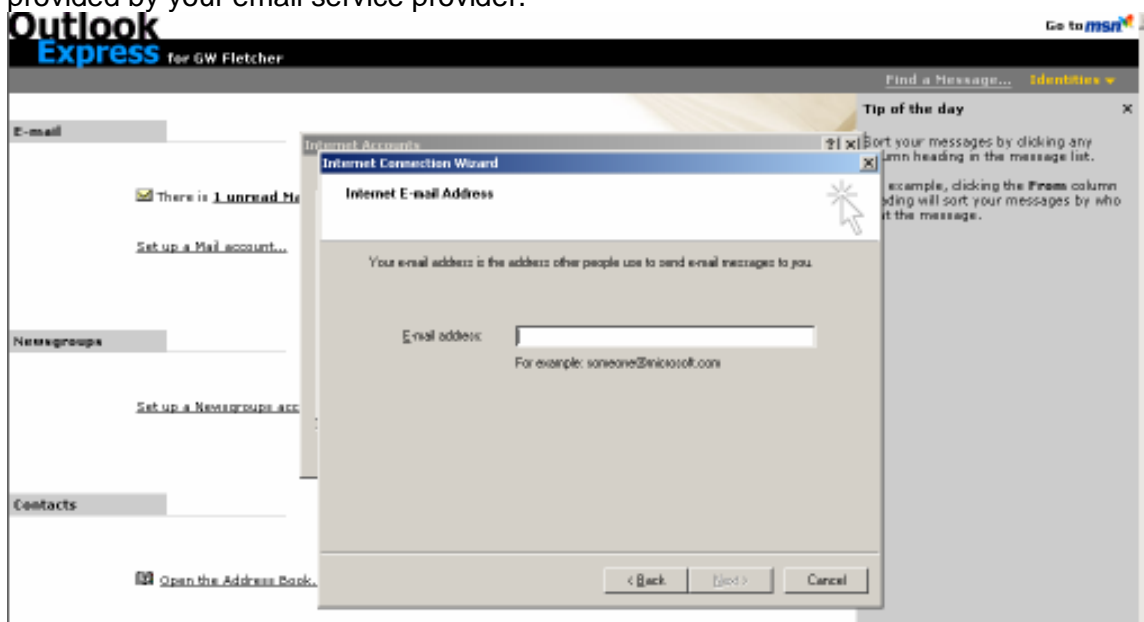 provided by your email service provider.
Outlook
Go to msn
Express for GW Fletcher
Find a Message... Identities
Tip of the day
E-mail
Internet Accounts
Sort your messages by clicking any
heading in the message list.
Internet Connection Wizard
Internet E-mail Address
example, clicking the From column
will sort your messages by who
the message.
There is 1 unread
Set up a Mail account...
Your e-mail address is the address other people use to send e-mail messages to you.
E-mail address:
For example: someone@microsoft.com
Newsgroups
Set up a Newsgroups acc
Contacts
Open the Address Book.
< Back Next > Cancel